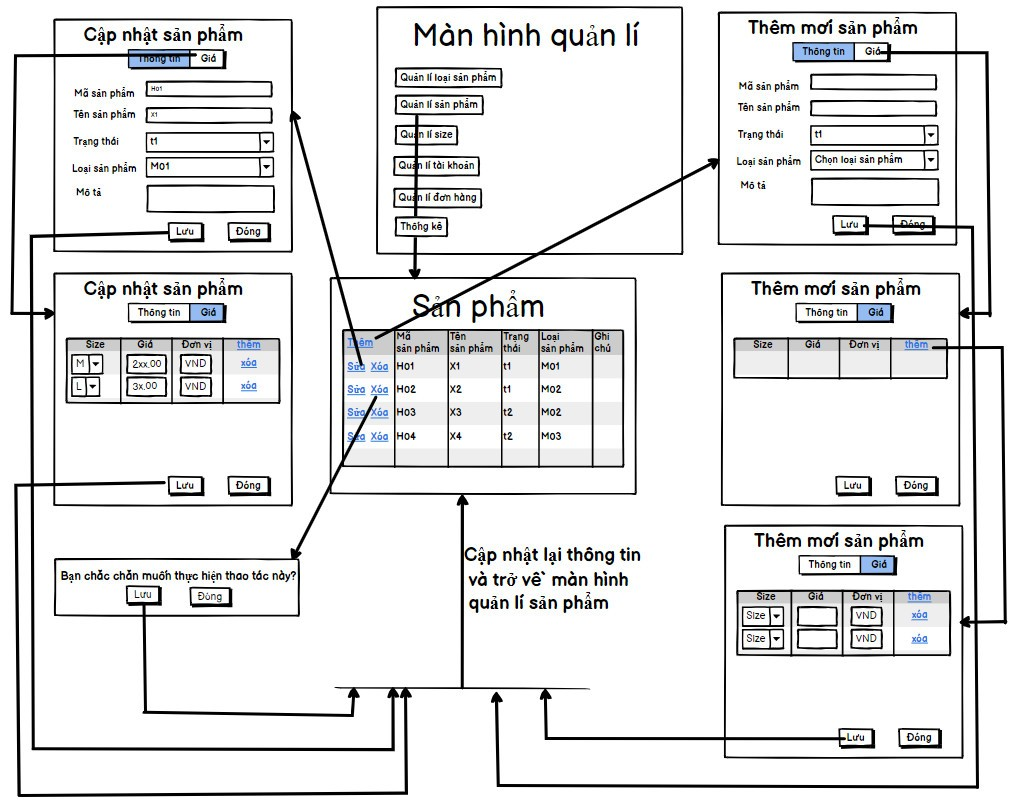 Cập nhật sản phẩm
Thông tin Giá
Mã sản phẩm H01
Tên sản phẩm X1
Trạng thái t1
Loại sản phẩm M01
Mô tả
Lưu Đóng
Màn hình quản lí
Quản lí loại sản phẩm
Quản lí sản phẩm
Quản lí size
Quản lí tài khoản
Quản lí đơn hàng
Thông kê
Thêm mới sản phẩm
Thông tin Giá
Mã sản phẩm
Tên sản phẩm
Trạng thái t1
Loại sản phẩm Chọn loại sản phẩm
Mô tả
Lưu Đóng
Cập nhật sản phẩm
Thông tin Giá
Size Giá Đơn vị thêm
M 2xx.00 VND xóa
L 3x.00 VND xóa
Lưu Đóng
Sản phẩm
Thêm Mã sản phẩm Tên sản phẩm Trạng thái Loại sản phẩm Ghi chú
Sửa Xóa H01 X1 t1 M01
Sửa Xóa H02 X2 t1 M02
Sửa Xóa H03 X3 t2 M02
Sửa Xóa H04 X4 t2 M03
Thêm mới sản phẩm
Thông tin Giá
Size Giá Đơn vị thêm
Lưu Đóng
Bạn chắc chắn muốn thực hiện thao tác này?
Lưu Đóng
Cập nhật lại thông tin
và trở về màn hình
quản lí sản phẩm
Thêm mới sản phẩm
Thông tin Giá
Size Giá Đơn vị thêm
Size VND xóa
Size VND xóa
Lưu Đóng